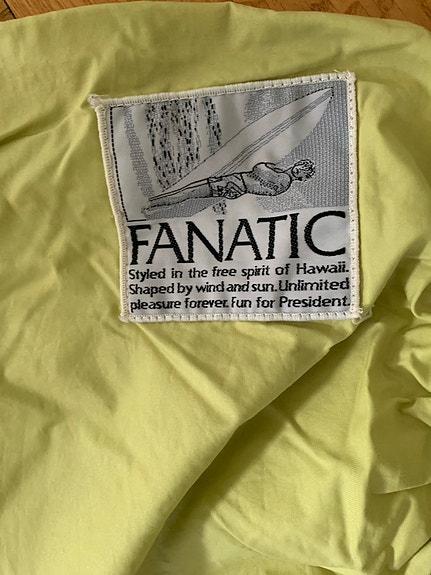 FANATIC
Styled in the free spirit of Hawaii.
Shaped by wind and sun. Unlimited
pleasure forever. Fun for President.